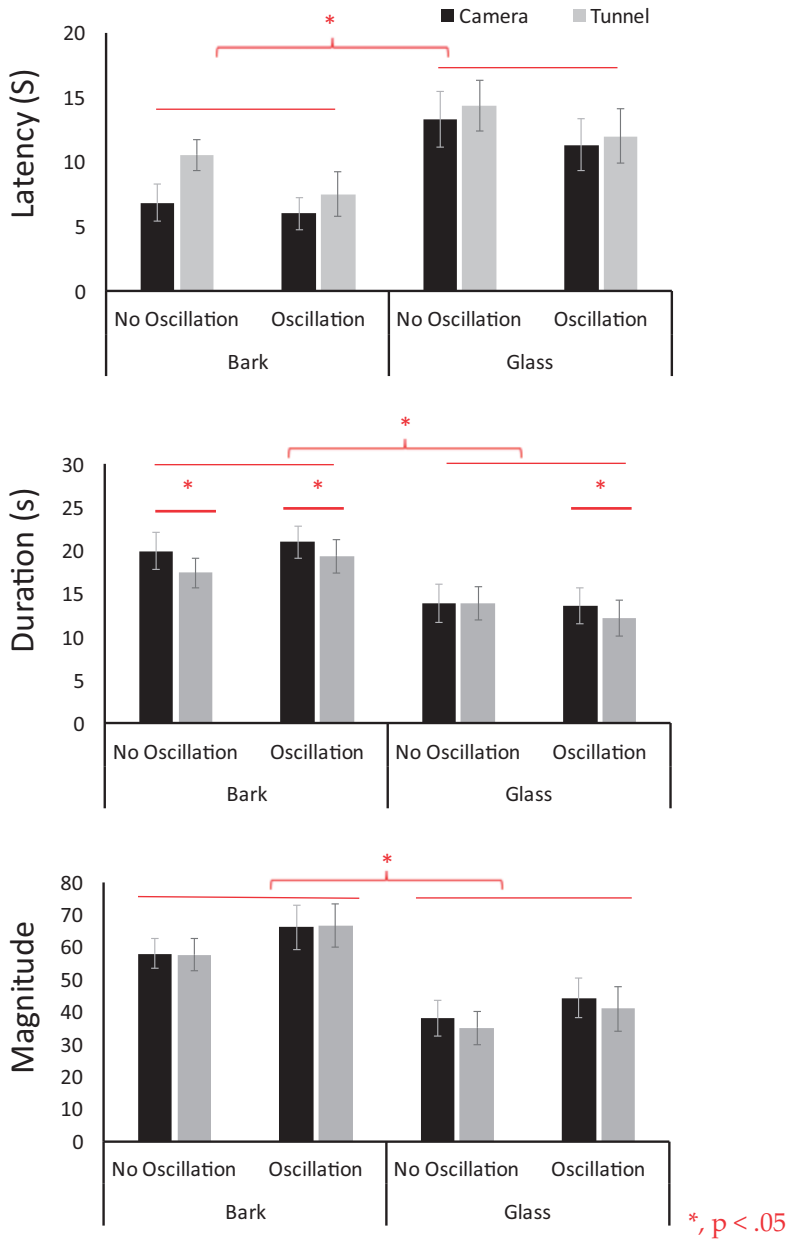 Camera Tunnel
*
Latency (S)
20
15
10
5
0
No Oscillation Oscillation No Oscillation Oscillation
Bark Glass
*
Duration (s)
30
* * *
25
20
15
10
5
0
No Oscillation Oscillation No Oscillation Oscillation
Bark Glass
*
Magnitude
80
70
60
50
40
30
20
10
0
No Oscillation Oscillation No Oscillation Oscillation
Bark Glass
*, p < .05